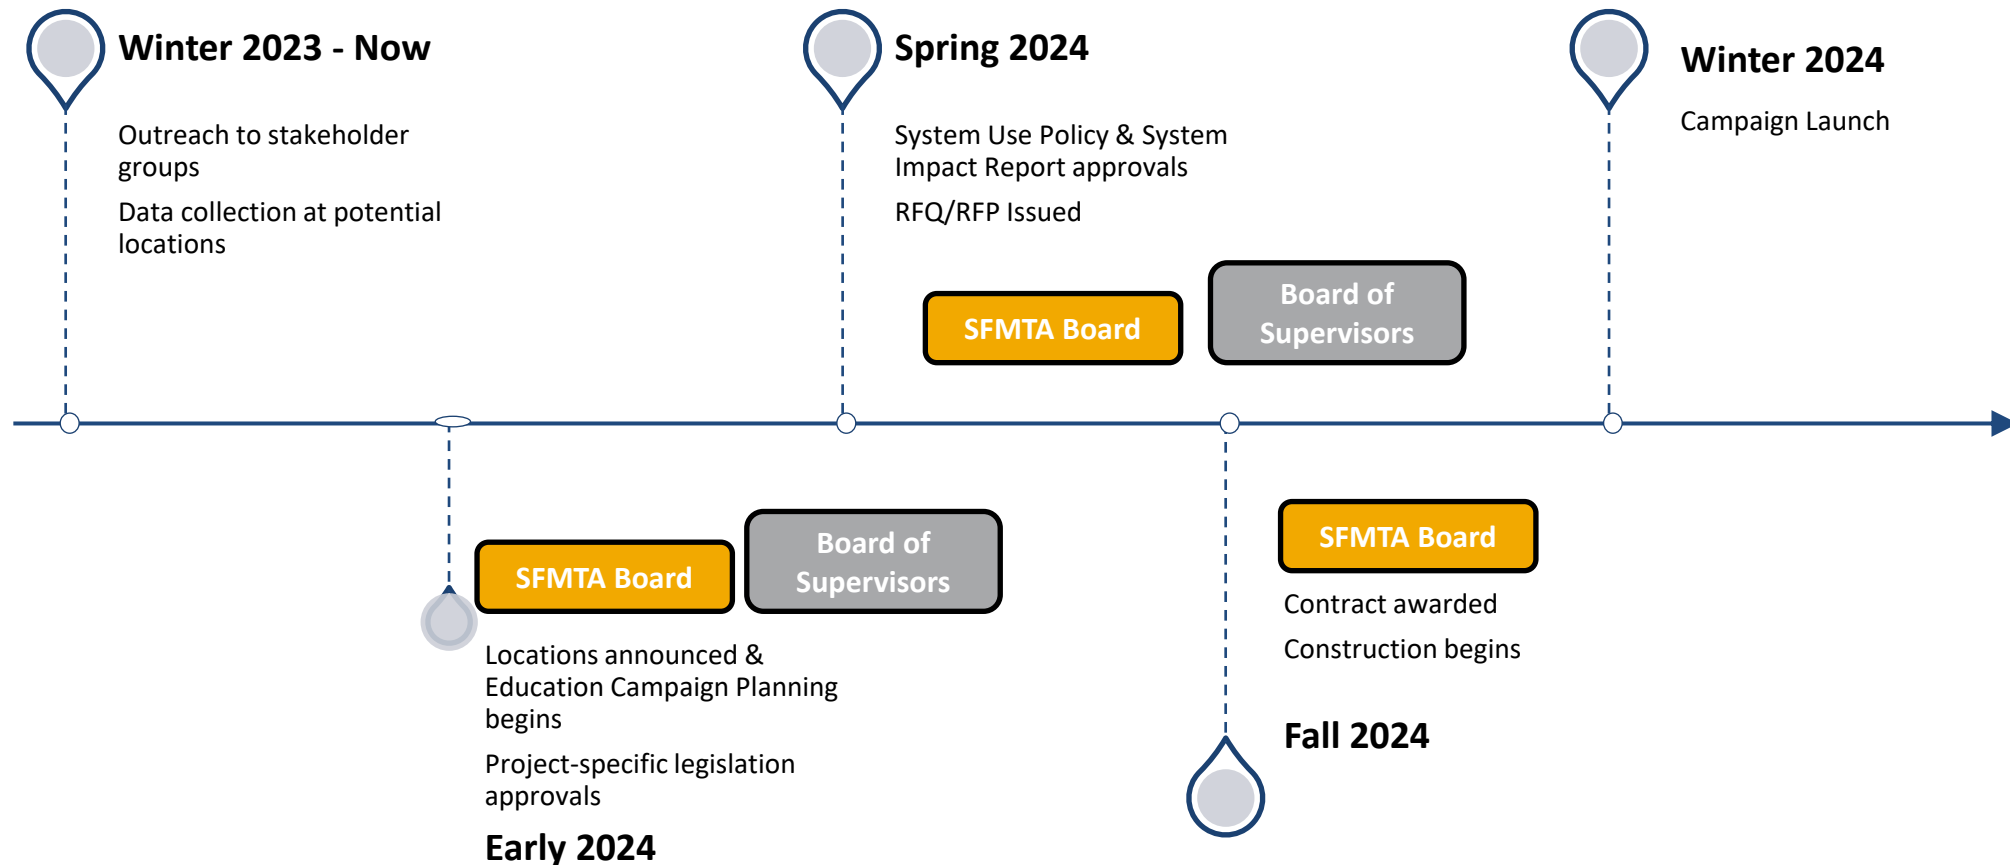 Winter 2023 - Now
Outreach to stakeholder
groups
Data collection at potential
locations
Spring 2024
System Use Policy & System
Impact Report approvals
RFQ/RFP Issued
SFMTA Board
Board of
Supervisors
Winter 2024
Campaign Launch
SFMTA Board
Board of
Supervisors
Locations announced &
Education Campaign Planning
begins
Project-specific legislation
approvals
Early 2024
SFMTA Board
Contract awarded
Construction begins
Fall 2024